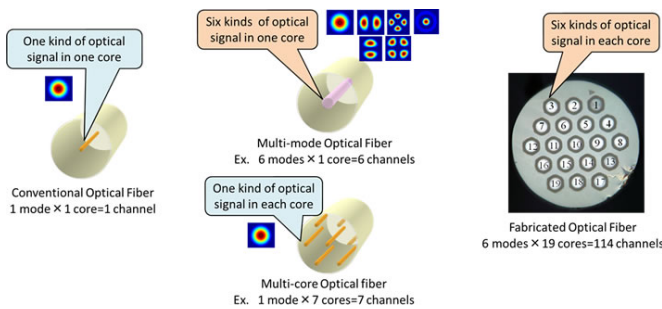 One kind of optical
signal in one core
Conventional Optical Fiber
1 mode × 1 core=1 channel
Six kinds of optical
signal in one core
Multi-mode Optical Fiber
Ex. 6 modes × 1 core=6 channels
One kind of optical
signal in each core
Multi-core Optical fiber
Ex. 1 mode × 7 cores=7 channels
Six kinds of optical
signal in each core
3 2 1
7 6 5 4
12 11 10 9 8
16 15 14 13
19 18 17
Fabricated Optical Fiber
6 modes × 19 cores=114 channels